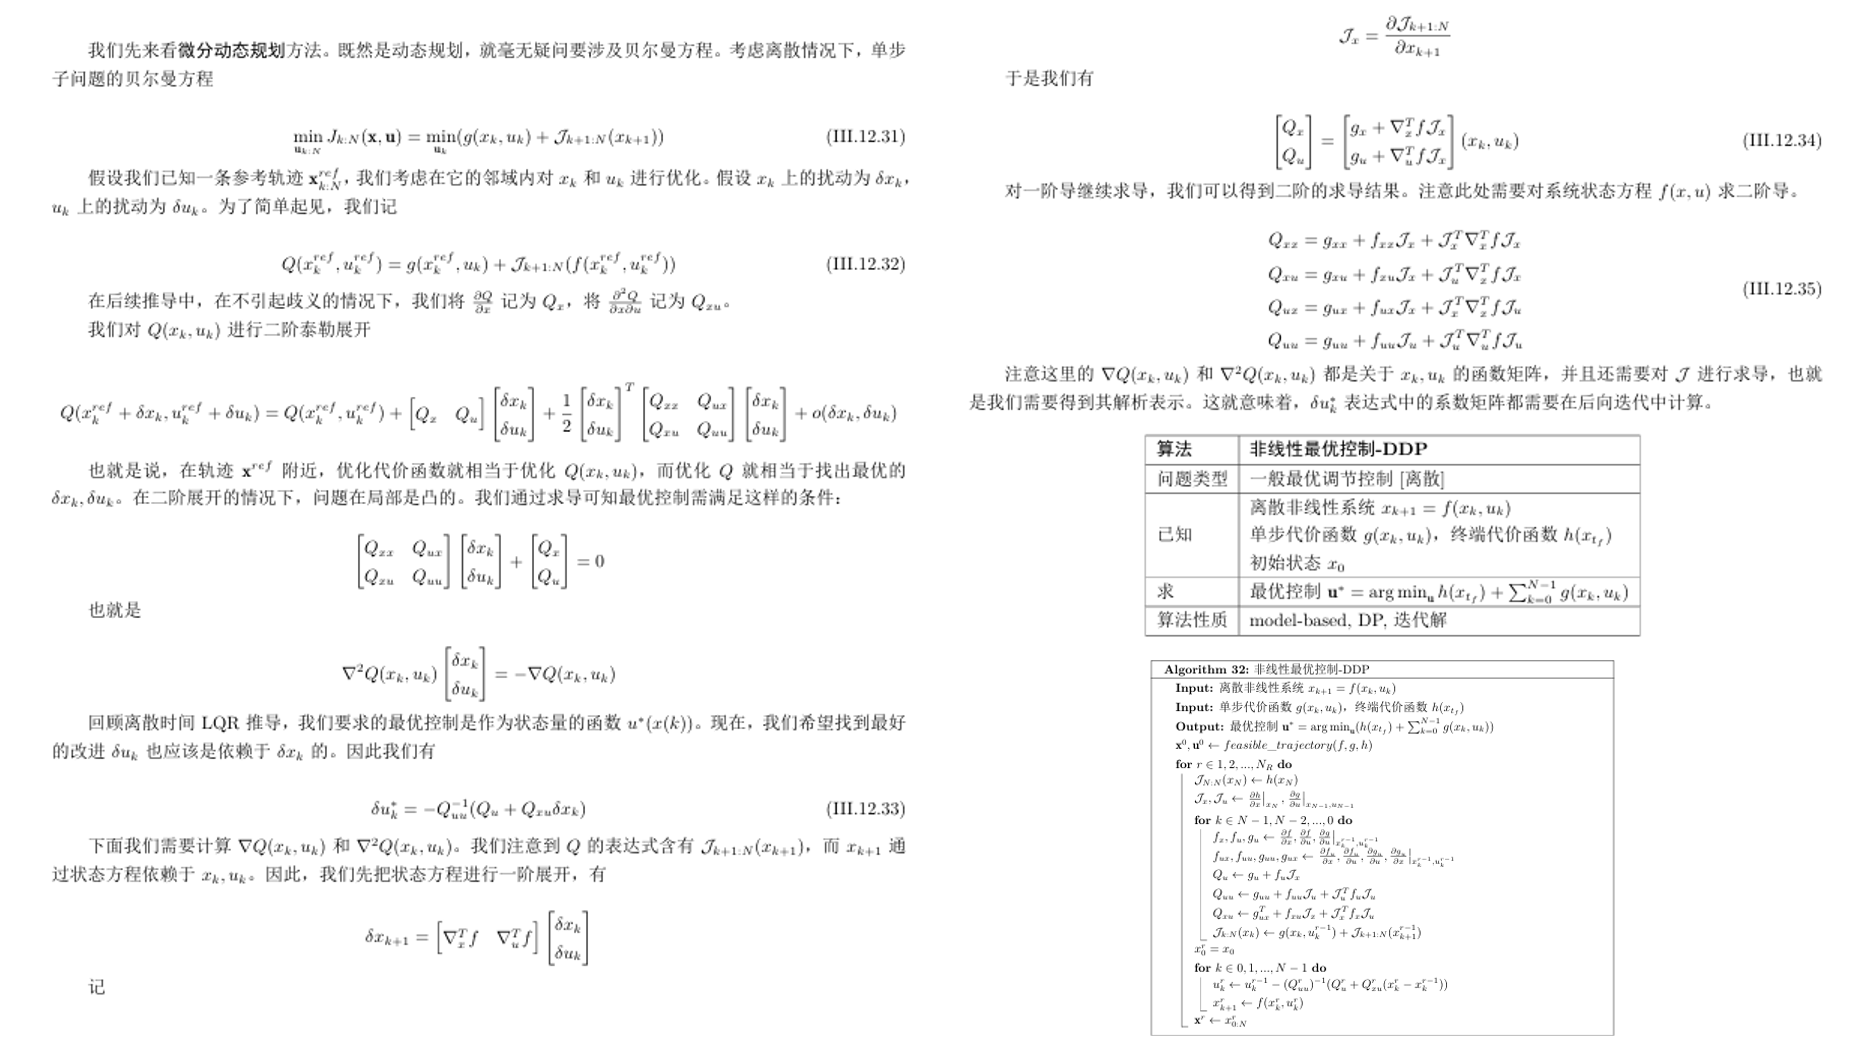 我们先来看微分动态规划方法。既然是动态规划，就毫无疑问要涉及贝尔曼方程。考虑离散情况下，单步
子问题的贝尔曼方程
$\min_{\mathbf{u}_{k:N}} J_{k:N}(\mathbf{x}, \mathbf{u}) = \min_{\mathbf{u}_k}(g(x_k, u_k) + \mathcal{J}_{k+1:N}(x_{k+1}))$ (III.12.31)
假设我们已知一条参考轨迹 $\mathbf{x}_{k:N}^{ref}$，我们考虑在它的邻域内对 $x_k$ 和 $u_k$ 进行优化。假设 $x_k$ 上的扰动为 $\delta x_k$，
$u_k$ 上的扰动为 $\delta u_k$。为了简单起见，我们记
$Q(x_k^{ref}, u_k^{ref}) = g(x_k^{ref}, u_k) + \mathcal{J}_{k+1:N}(f(x_k^{ref}, u_k^{ref}))$ (III.12.32)
在后续推导中，在不引起歧义的情况下，我们将 $\frac{\partial Q}{\partial x}$ 记为 $Q_x$，将 $\frac{\partial^2 Q}{\partial x \partial u}$ 记为 $Q_{xu}$。
我们对 $Q(x_k, u_k)$ 进行二阶泰勒展开
$Q(x_k^{ref} + \delta x_k, u_k^{ref} + \delta u_k) = Q(x_k^{ref}, u_k^{ref}) + \begin{bmatrix} Q_x & Q_u \end{bmatrix} \begin{bmatrix} \delta x_k \\ \delta u_k \end{bmatrix} + \frac{1}{2} \begin{bmatrix} \delta x_k \\ \delta u_k \end{bmatrix}^T \begin{bmatrix} Q_{xx} & Q_{ux} \\ Q_{xu} & Q_{uu} \end{bmatrix} \begin{bmatrix} \delta x_k \\ \delta u_k \end{bmatrix} + o(\delta x_k, \delta u_k)$
也就是说，在轨迹 $\mathbf{x}^{ref}$ 附近，优化代价函数就相当于优化 $Q(x_k, u_k)$，而优化 $Q$ 就相当于找出最优的
$\delta x_k, \delta u_k$。在二阶展开的情况下，问题在局部是凸的。我们通过求导可知最优控制需满足这样的条件：
$\begin{bmatrix} Q_{xx} & Q_{ux} \\ Q_{xu} & Q_{uu} \end{bmatrix} \begin{bmatrix} \delta x_k \\ \delta u_k \end{bmatrix} + \begin{bmatrix} Q_x \\ Q_u \end{bmatrix} = 0$
也就是
$\nabla^2 Q(x_k, u_k) \begin{bmatrix} \delta x_k \\ \delta u_k \end{bmatrix} = -\nabla Q(x_k, u_k)$
回顾离散时间 LQR 推导，我们要求的最优控制是作为状态量的函数 $u^*(x(k))$。现在，我们希望找到最好
的改进 $\delta u_k$ 也应该是依赖于 $\delta x_k$ 的。因此我们有
$\delta u_k^* = -Q_{uu}^{-1}(Q_u + Q_{xu}\delta x_k)$ (III.12.33)
下面我们需要计算 $\nabla Q(x_k, u_k)$ 和 $\nabla^2 Q(x_k, u_k)$。我们注意到 $Q$ 的表达式含有 $\mathcal{J}_{k+1:N}(x_{k+1})$，而 $x_{k+1}$ 通
过状态方程依赖于 $x_k, u_k$。因此，我们先把状态方程进行一阶展开，有
$\delta x_{k+1} = \begin{bmatrix} \nabla_x^T f & \nabla_u^T f \end{bmatrix} \begin{bmatrix} \delta x_k \\ \delta u_k \end{bmatrix}$
记
$\mathcal{J}_x = \frac{\partial \mathcal{J}_{k+1:N}}{\partial x_{k+1}}$
于是我们有
$\begin{bmatrix} Q_x \\ Q_u \end{bmatrix} = \begin{bmatrix} g_x + \nabla_x^T f \mathcal{J}_x \\ g_u + \nabla_u^T f \mathcal{J}_x \end{bmatrix} (x_k, u_k)$ (III.12.34)
对一阶导继续求导，我们可以得到二阶的求导结果。注意此处需要对系统状态方程 $f(x, u)$ 求二阶导。
$Q_{xx} = g_{xx} + f_{xx}\mathcal{J}_x + \mathcal{J}_x^T \nabla_x^T f \mathcal{J}_x$
$Q_{xu} = g_{xu} + f_{xu}\mathcal{J}_x + \mathcal{J}_u^T \nabla_x^T f \mathcal{J}_x$
$Q_{ux} = g_{ux} + f_{ux}\mathcal{J}_x + \mathcal{J}_x^T \nabla_x^T f \mathcal{J}_u$
$Q_{uu} = g_{uu} + f_{uu}\mathcal{J}_u + \mathcal{J}_u^T \nabla_u^T f \mathcal{J}_u$
(III.12.35)
注意这里的 $\nabla Q(x_k, u_k)$ 和 $\nabla^2 Q(x_k, u_k)$ 都是关于 $x_k, u_k$ 的函数矩阵，并且还需要对 $\mathcal{J}$ 进行求导，也就
是我们需要得到其解析表示。这就意味着，$\delta u_k^*$ 表达式中的系数矩阵都需要在后向迭代中计算。
算法 非线性最优控制-DDP
问题类型 一般最优调节控制 [离散]
已知
离散非线性系统 $x_{k+1} = f(x_k, u_k)$
单步代价函数 $g(x_k, u_k)$，终端代价函数 $h(x_{t_f})$
初始状态 $x_0$
求 最优控制 $\mathbf{u}^* = \arg\min_{\mathbf{u}} h(x_{t_f}) + \sum_{k=0}^{N-1} g(x_k, u_k)$
算法性质 model-based, DP, 迭代解
Algorithm 32: 非线性最优控制-DDP
Input: 离散非线性系统 $x_{k+1} = f(x_k, u_k)$
Input: 单步代价函数 $g(x_k, u_k)$，终端代价函数 $h(x_{t_f})$
Output: 最优控制 $\mathbf{u}^* = \arg\min_{\mathbf{u}}(h(x_{t_f}) + \sum_{k=0}^{N-1} g(x_k, u_k))$
$\mathbf{x}^0, \mathbf{u}^0 \leftarrow feasible\_trajectory(f, g, h)$
for $r \in 1, 2, ..., N_R$ do
$\mathcal{J}_{N:N}(x_N) \leftarrow h(x_N)$
$\mathcal{J}_x, \mathcal{J}_u \leftarrow \frac{\partial h}{\partial x}|_{x_N}, \frac{\partial g}{\partial u}|_{x_{N-1}, u_{N-1}}$
for $k \in N-1, N-2, ..., 0$ do
$f_x, f_u, g_u \leftarrow \frac{\partial f}{\partial x}, \frac{\partial f}{\partial u}, \frac{\partial g}{\partial u}|_{x_k^{r-1}, u_k^{r-1}}$
$f_{ux}, f_{uu}, g_{uu}, g_{ux} \leftarrow \frac{\partial f_u}{\partial x}, \frac{\partial f_u}{\partial u}, \frac{\partial g_u}{\partial u}, \frac{\partial g_u}{\partial x}|_{x_k^{r-1}, u_k^{r-1}}$
$Q_u \leftarrow g_u + f_u \mathcal{J}_x$
$Q_{uu} \leftarrow g_{uu} + f_{uu}\mathcal{J}_u + \mathcal{J}_u^T f_u \mathcal{J}_u$
$Q_{xu} \leftarrow g_{ux}^T + f_{xu}\mathcal{J}_x + \mathcal{J}_x^T f_x \mathcal{J}_u$
$\mathcal{J}_{k:N}(x_k) \leftarrow g(x_k, u_k^{r-1}) + \mathcal{J}_{k+1:N}(x_{k+1}^{r-1})$
$x_0^r = x_0$
for $k \in 0, 1, ..., N-1$ do
$u_k^r \leftarrow u_k^{r-1} - (Q_{uu}^r)^{-1}(Q_u^r + Q_{xu}^r(x_k^r - x_k^{r-1}))$
$x_{k+1}^r \leftarrow f(x_k^r, u_k^r)$
$\mathbf{x}^r \leftarrow x_{0:N}^r$